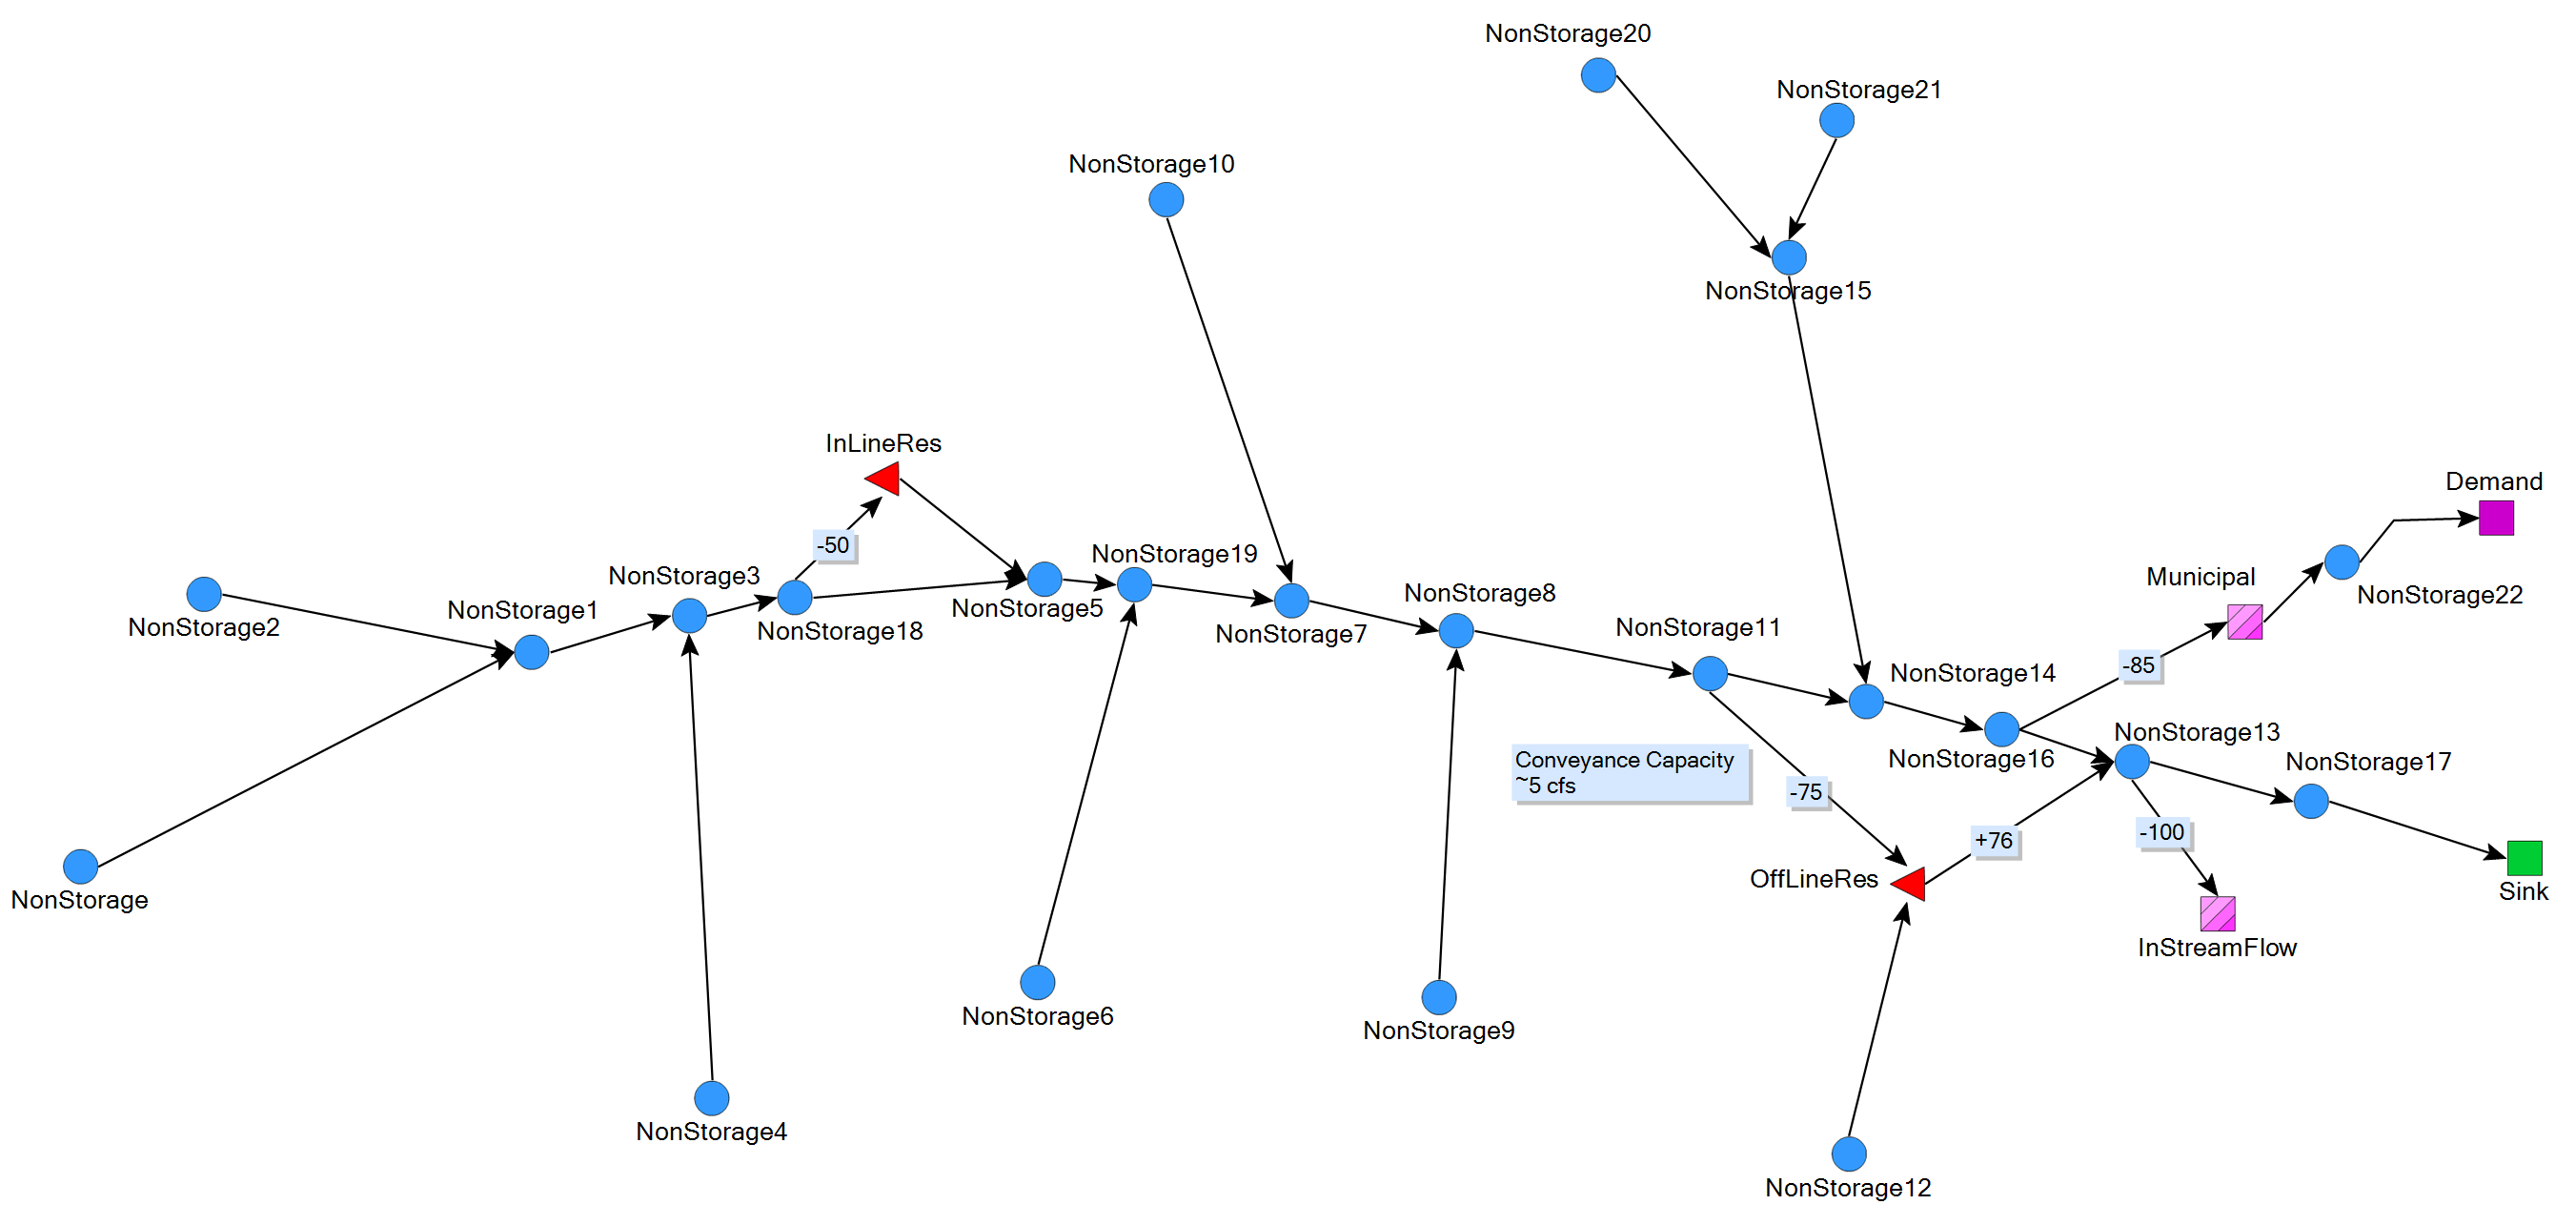 NonStorage20
NonStorage21
NonStorage10
NonStorage15
InLineRes
Demand
-50
NonStorage19
NonStorage3
Municipal
NonStorage8
NonStorage22
NonStorage1
NonStorage5
NonStorage2
NonStorage18
NonStorage7
NonStorage11
-85
NonStorage14
NonStorage13
NonStorage16
NonStorage17
Conveyance Capacity
~5 cfs
-75
-100
+76
OffLineRes
Sink
NonStorage
InStreamFlow
NonStorage6
NonStorage9
NonStorage4
NonStorage12